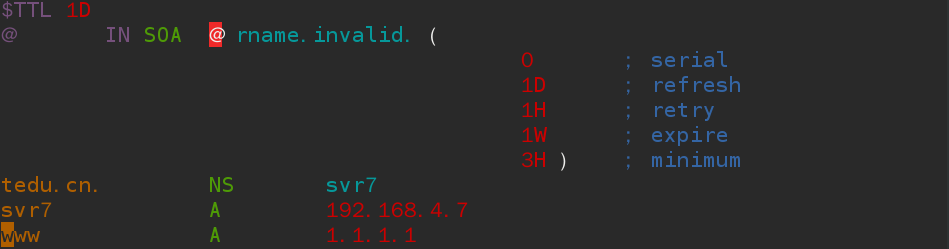 $TTL 1D
@ IN SOA @ rname.invalid. (
0 ; serial
1D ; refresh
1H ; retry
1W ; expire
3H ) ; minimum
tedu.cn. NS svr7
svr7 A 192.168.4.7
www A 1.1.1.1